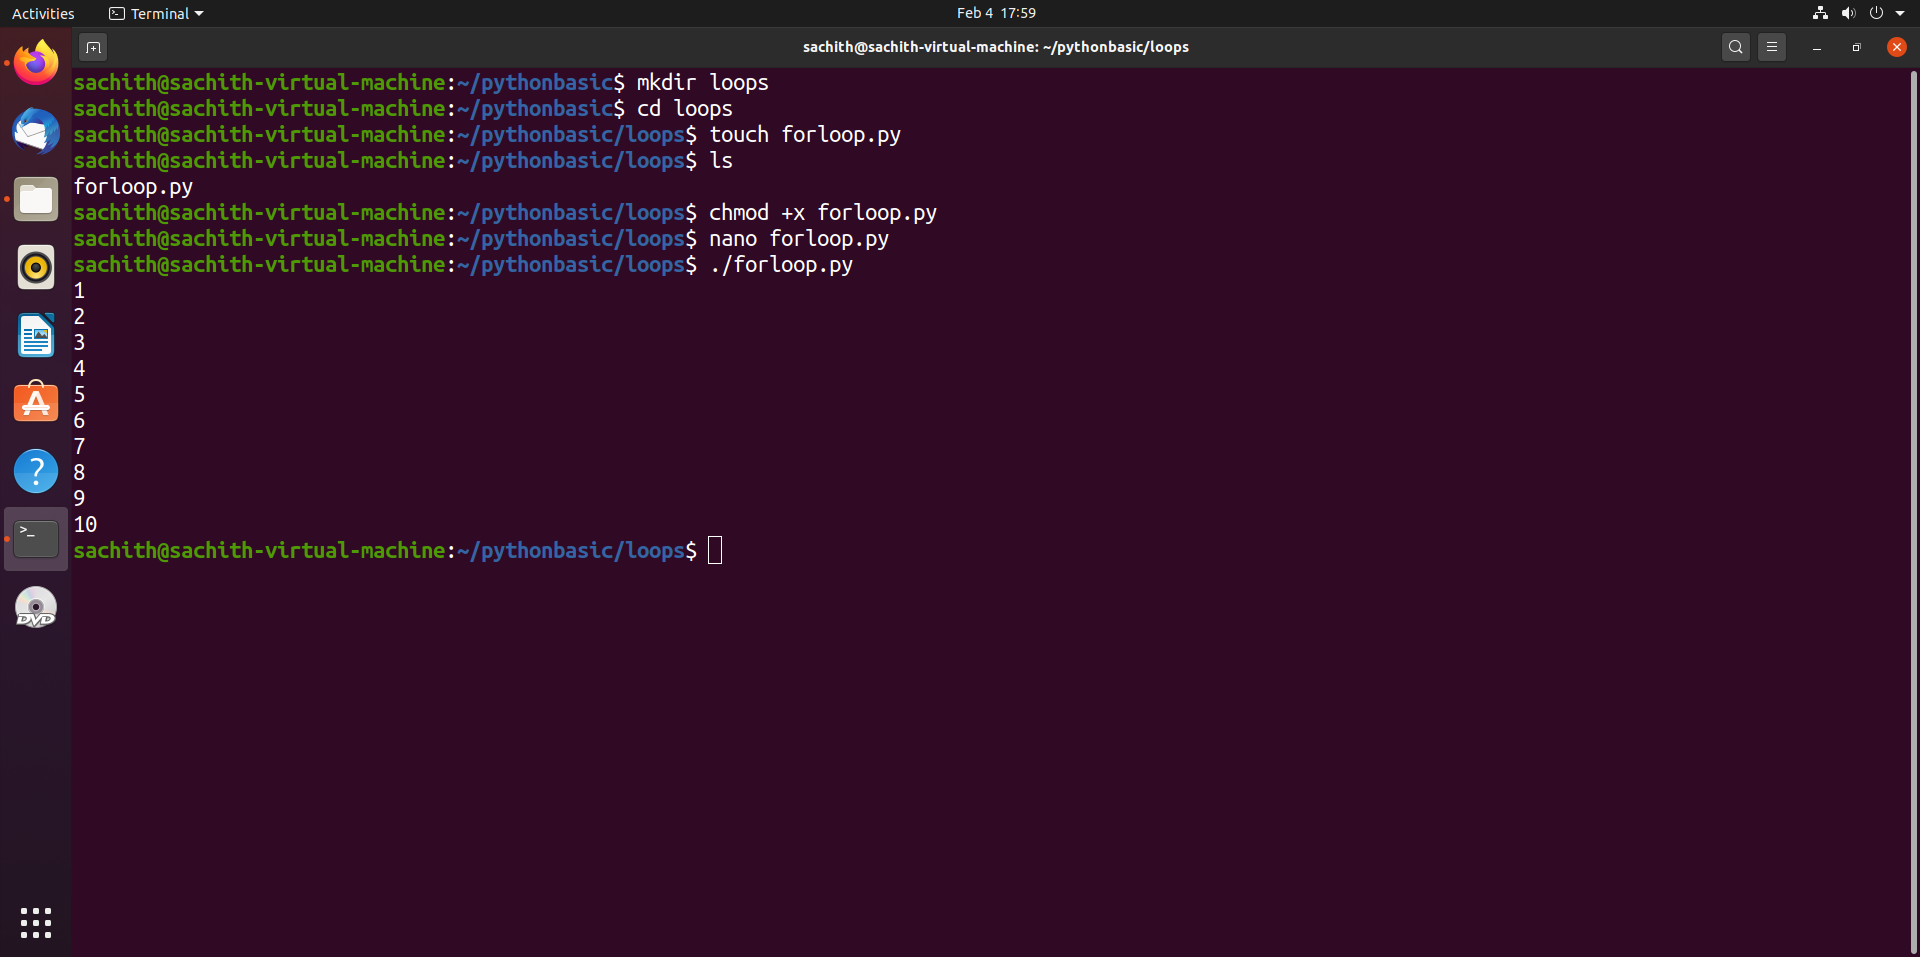 Activities Terminal Feb 4 17:59
sachith@sachith-virtual-machine: ~/pythonbasic/loops
sachith@sachith-virtual-machine:~/pythonbasic$ mkdir loops
sachith@sachith-virtual-machine:~/pythonbasic$ cd loops
sachith@sachith-virtual-machine:~/pythonbasic/loops$ touch forloop.py
sachith@sachith-virtual-machine:~/pythonbasic/loops$ ls
forloop.py
sachith@sachith-virtual-machine:~/pythonbasic/loops$ chmod +x forloop.py
sachith@sachith-virtual-machine:~/pythonbasic/loops$ nano forloop.py
sachith@sachith-virtual-machine:~/pythonbasic/loops$ ./forloop.py
1
2
3
4
5
6
7
8
9
10
sachith@sachith-virtual-machine:~/pythonbasic/loops$
DVD